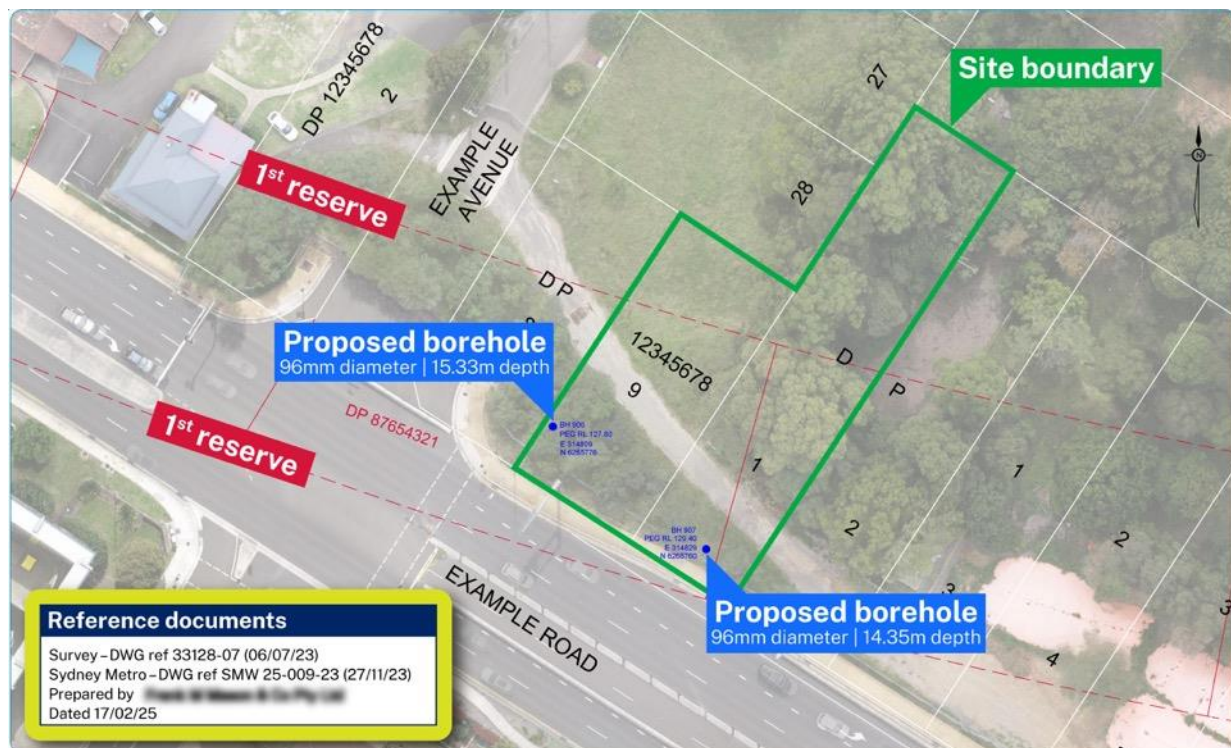 Site boundary
27
DP 12345678
2
EXAMPLE
AVENUE
1st reserve
28
D P
12345678
9
D P
Proposed borehole
96mm diameter | 15.33m depth
BH 906
PEG RL 127.60
E 314809
N 6265776
DP 87654321
1st reserve
1
2
1
2
3
3
4
BH 907
PEG RL 129.40
E 314829
Proposed borehole
96mm diameter | 14.35m depth
EXAMPLE ROAD
Reference documents
Survey – DWG ref 33128-07 (06/07/23)
Sydney Metro – DWG ref SMW 25-009-23 (27/11/23)
Prepared by
Dated 17/02/25
N